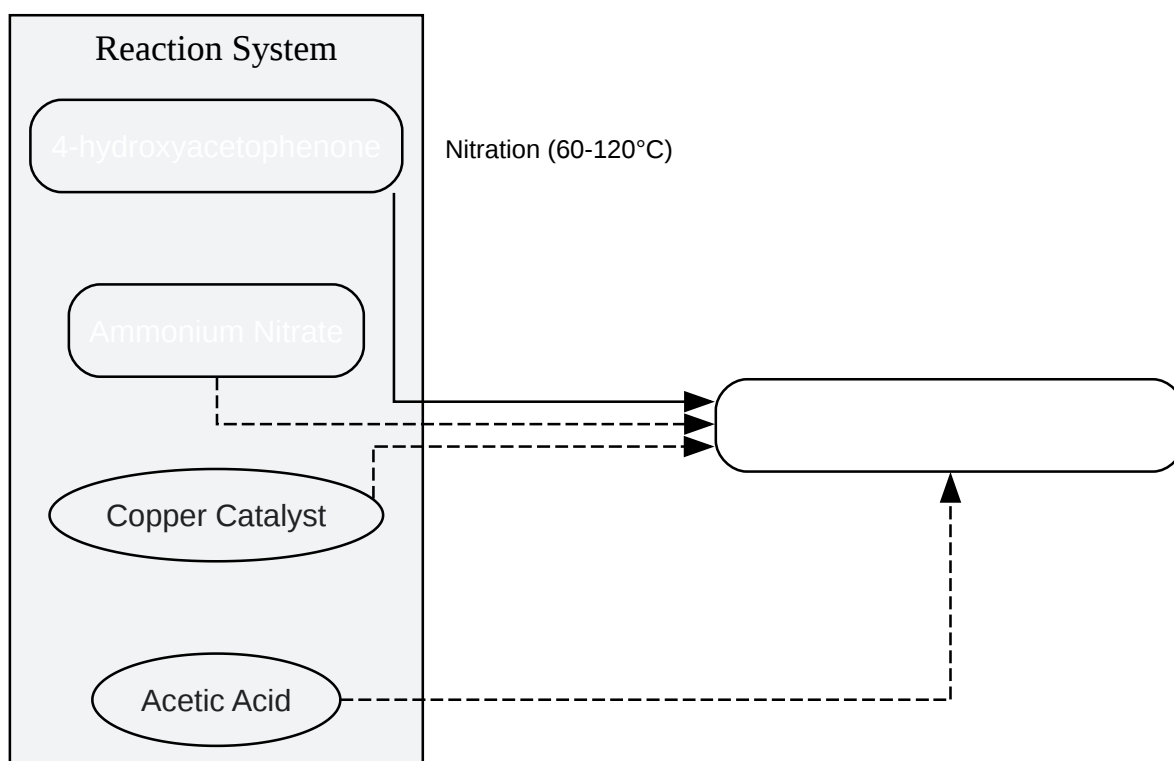 Reaction System
4-hydroxyacetophenone
Nitration (60-120°C)
Ammonium Nitrate
Copper Catalyst
Acetic Acid